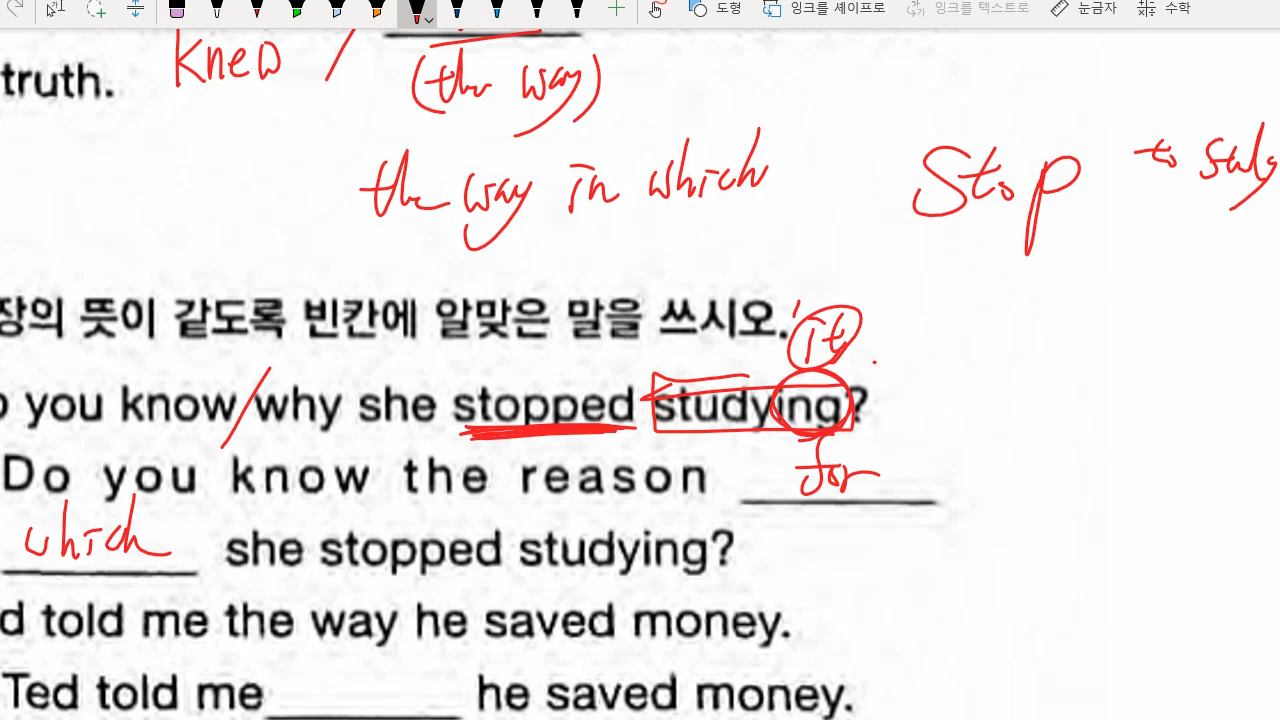 도형 잉크를 셰이프로 잉크를 텍스트로 눈금자 수학
knew /
truth. (the way)
the way in which Stop to
장의 뜻이 같도록 빈칸에 알맞은 말을 쓰시오.
it
you know / why she stopped studying?
Do you know the reason for
which she stopped studying?
d told me the way he saved money.
Ted told me he saved money.